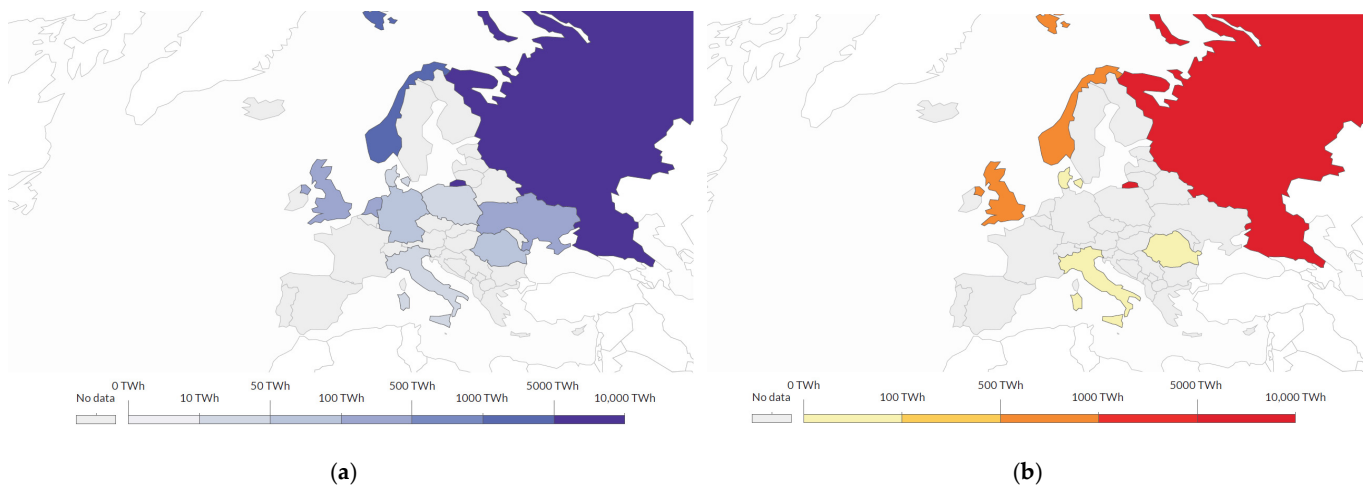 0 TWh 50 TWh 500 TWh 5000 TWh
No data 10 TWh 100 TWh 1000 TWh 10,000 TWh
(a)
0 TWh 500 TWh 5000 TWh
No data 100 TWh 1000 TWh 10,000 TWh
(b)